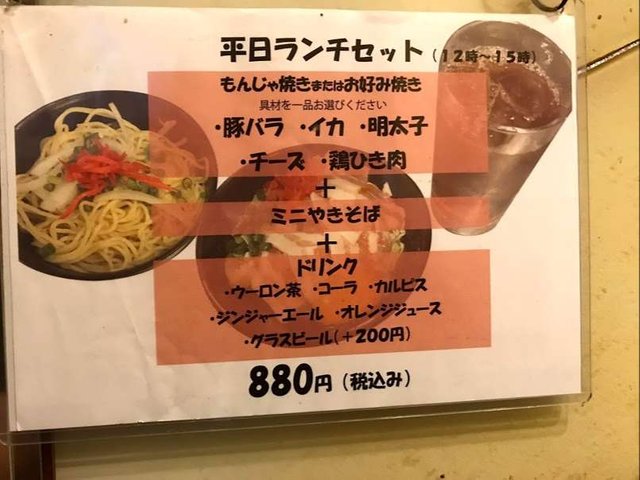 平日ランチセット(12時〜15時)
もんじゃ焼きまたはお好み焼き
具材を一品お選びください
・豚バラ ・イカ ・明太子
・チーズ ・鶏ひき肉
+
ミニやきそば
+
ドリンク
・ウーロン茶 ・コーラ ・カルピス
・ジンジャーエール ・オレンジジュース
・グラスビール(+200円)
880円(税込み)